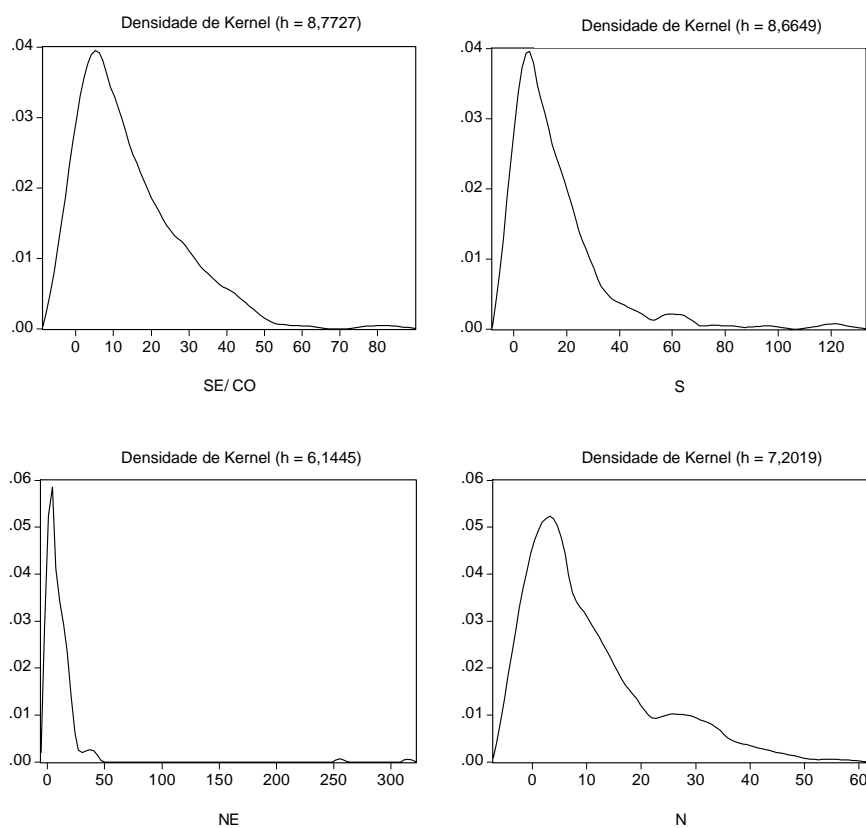 Densidade de Kernel (h = 8,7727)
.04
.03
.02
.01
.00
0 10 20 30 40 50 60 70 80
SE/ CO
Densidade de Kernel (h = 8,6649)
.04
.03
.02
.01
.00
0 20 40 60 80 100 120
S
Densidade de Kernel (h = 6,1445)
.06
.05
.04
.03
.02
.01
.00
0 50 100 150 200 250 300
NE
Densidade de Kernel (h = 7,2019)
.06
.05
.04
.03
.02
.01
.00
0 10 20 30 40 50 60
N